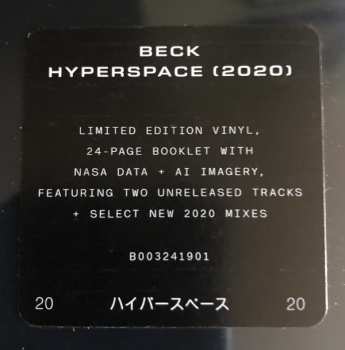 BECK
HYPERSPACE (2020)
LIMITED EDITION VINYL,
24-PAGE BOOKLET WITH
NASA DATA + AI IMAGERY,
FEATURING TWO UNRELEASED TRACKS
+ SELECT NEW 2020 MIXES
B003241901
20 ハイパースペース 20